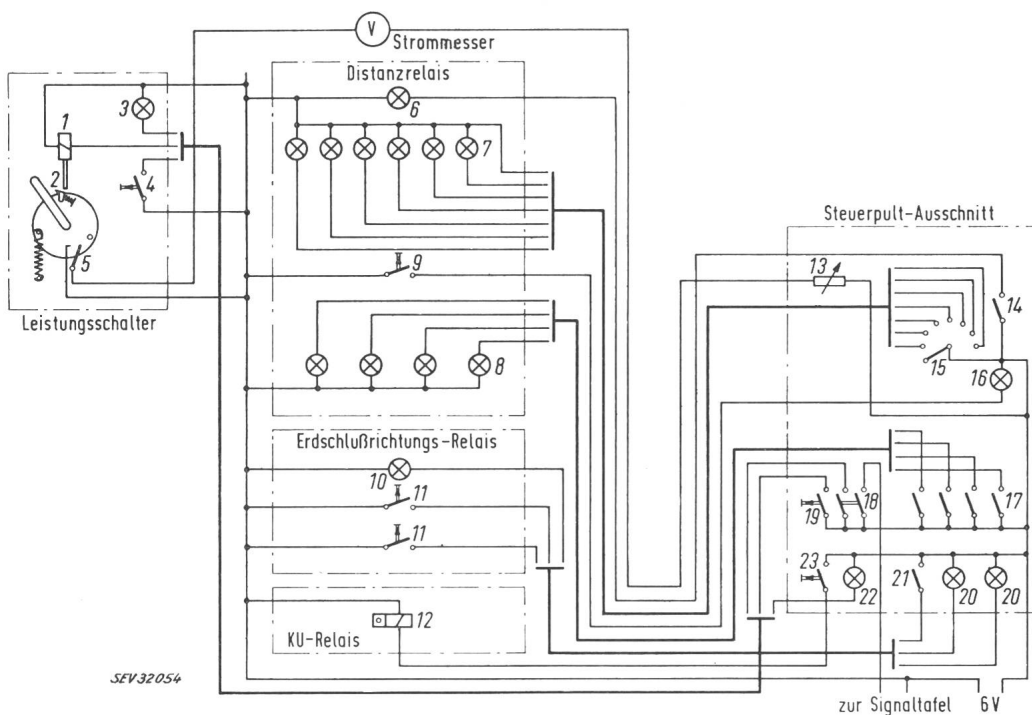 V
Strommesser
Distanzrelais
3
6
1
7
2
4
Steuerpult-Ausschnitt
9
13
5
14
Leistungsschalter
15
16
8
Erdschlußrichtungs-Relais
10
11
19
18
17
11
23
22
21
20
20
12
KU-Relais
SEV32054
zur Signaltafel 6V